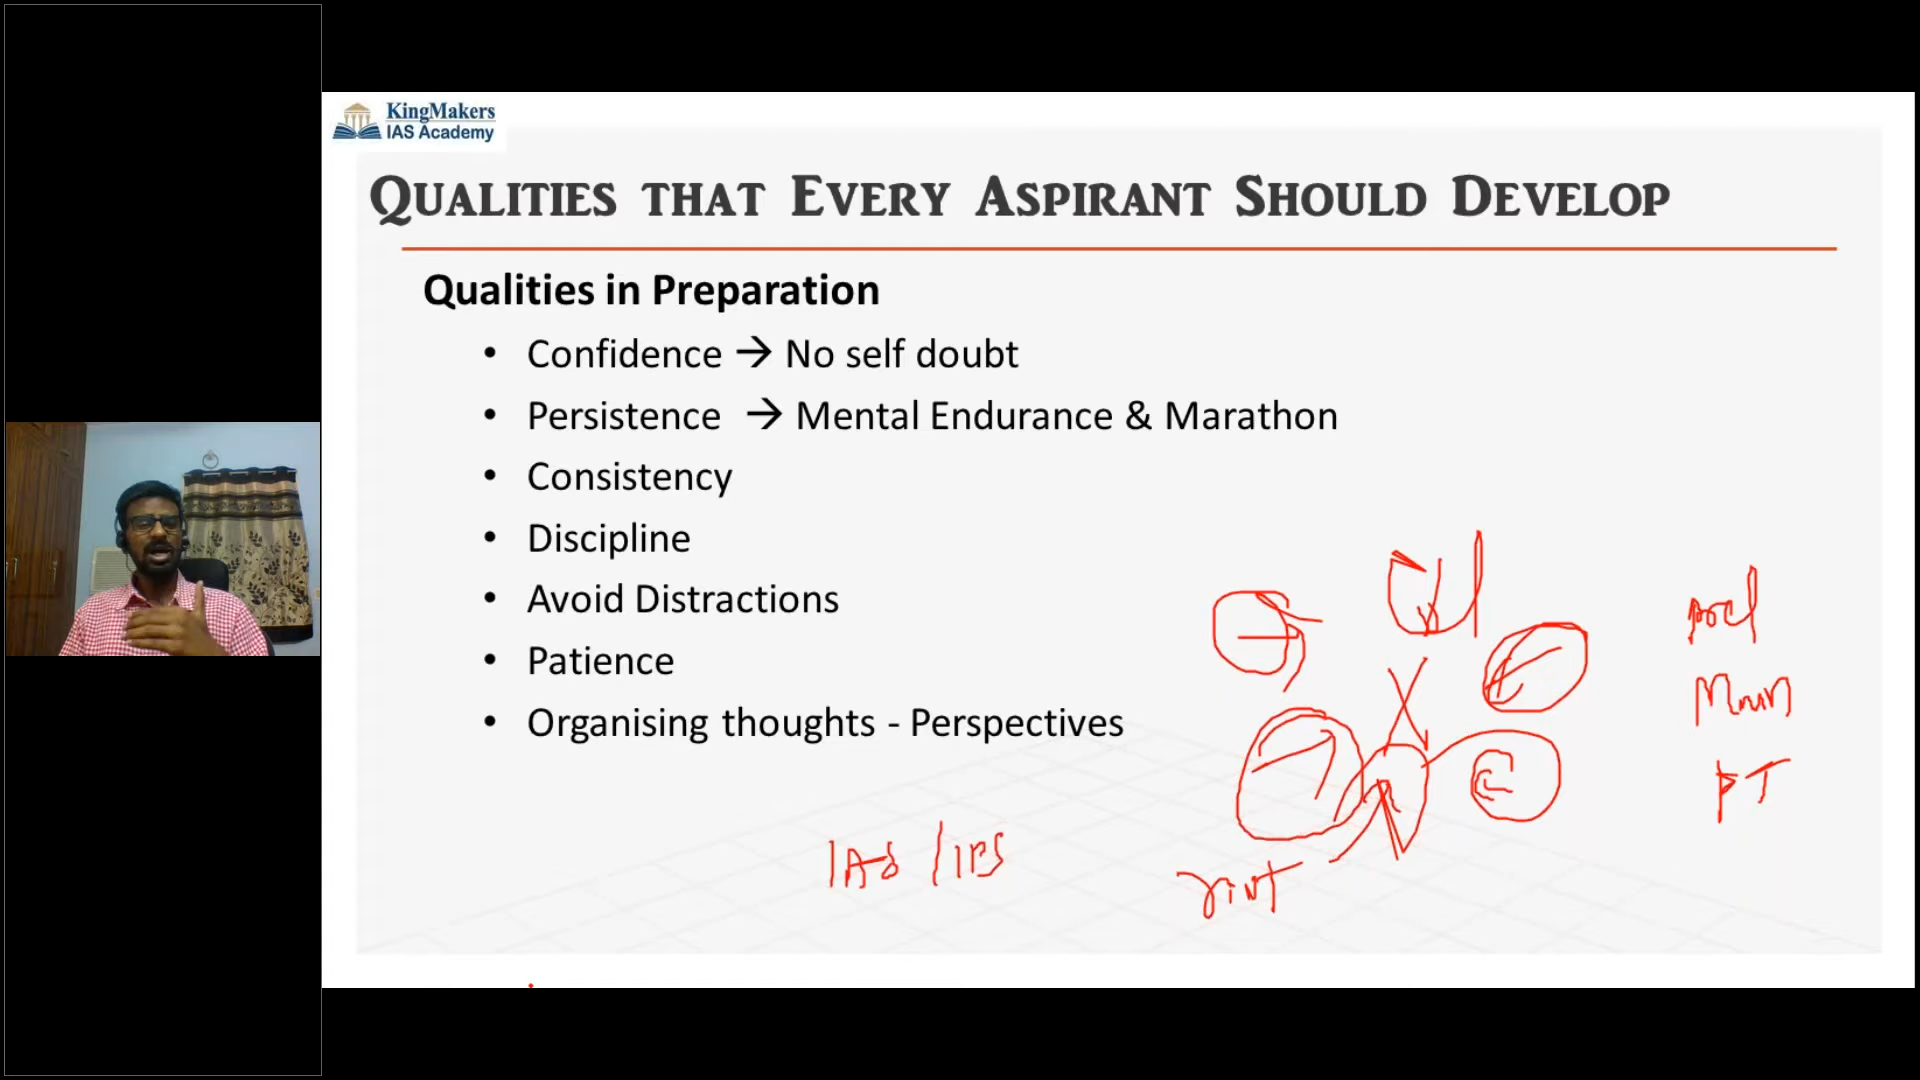 KingMakers
IAS Academy
QUALITIES THAT EVERY ASPIRANT SHOULD DEVELOP
Qualities in Preparation
• Confidence → No self doubt
• Persistence → Mental Endurance & Marathon
• Consistency
• Discipline
• Avoid Distractions
• Patience
• Organising thoughts - Perspectives
PT
IAS / IPS